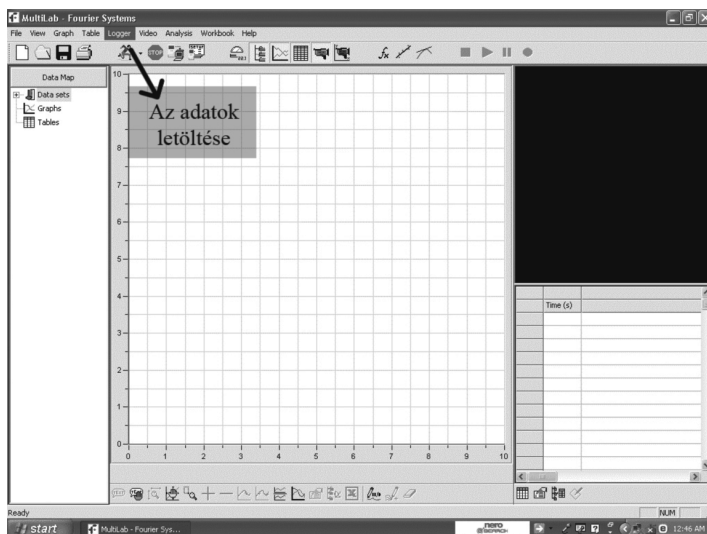 MultiLab - Fourier Systems
File View Graph Table Logger Video Analysis Workbook Help
Data Map
Data sets
Graphs
Tables
Az adatok
letöltése
10
9
8
7
6
5
4
3
2
1
0
0 1 2 3 4 5 6 7 8 9 10
Time (s)
Ready
NUM
start
MultiLab - Fourier Sys...
nero
SEARCH
12:46 AM